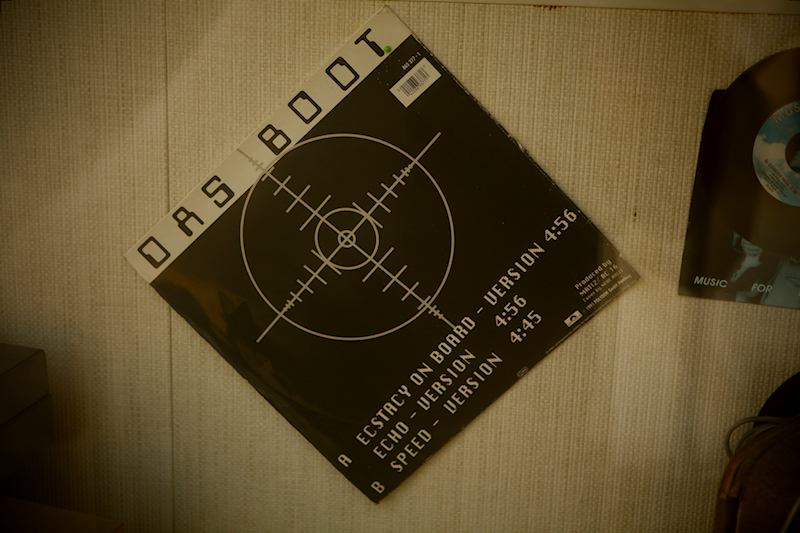 DAS BOOT
A ECSTACY ON BOARD - VERSION 4:56
ECHO - VERSION 4:56
B SPEED - VERSION 4:45
Produced by
MUSIC FOR